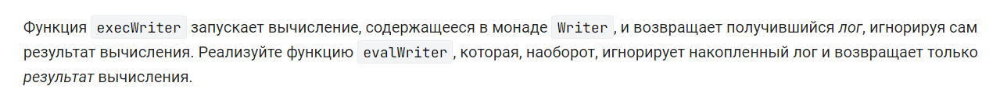 Функция execWriter запускает вычисление, содержащееся в монаде Writer, и возвращает получившийся лог, игнорируя сам
результат вычисления. Реализуйте функцию evalWriter, которая, наоборот, игнорирует накопленный лог и возвращает только
результат вычисления.